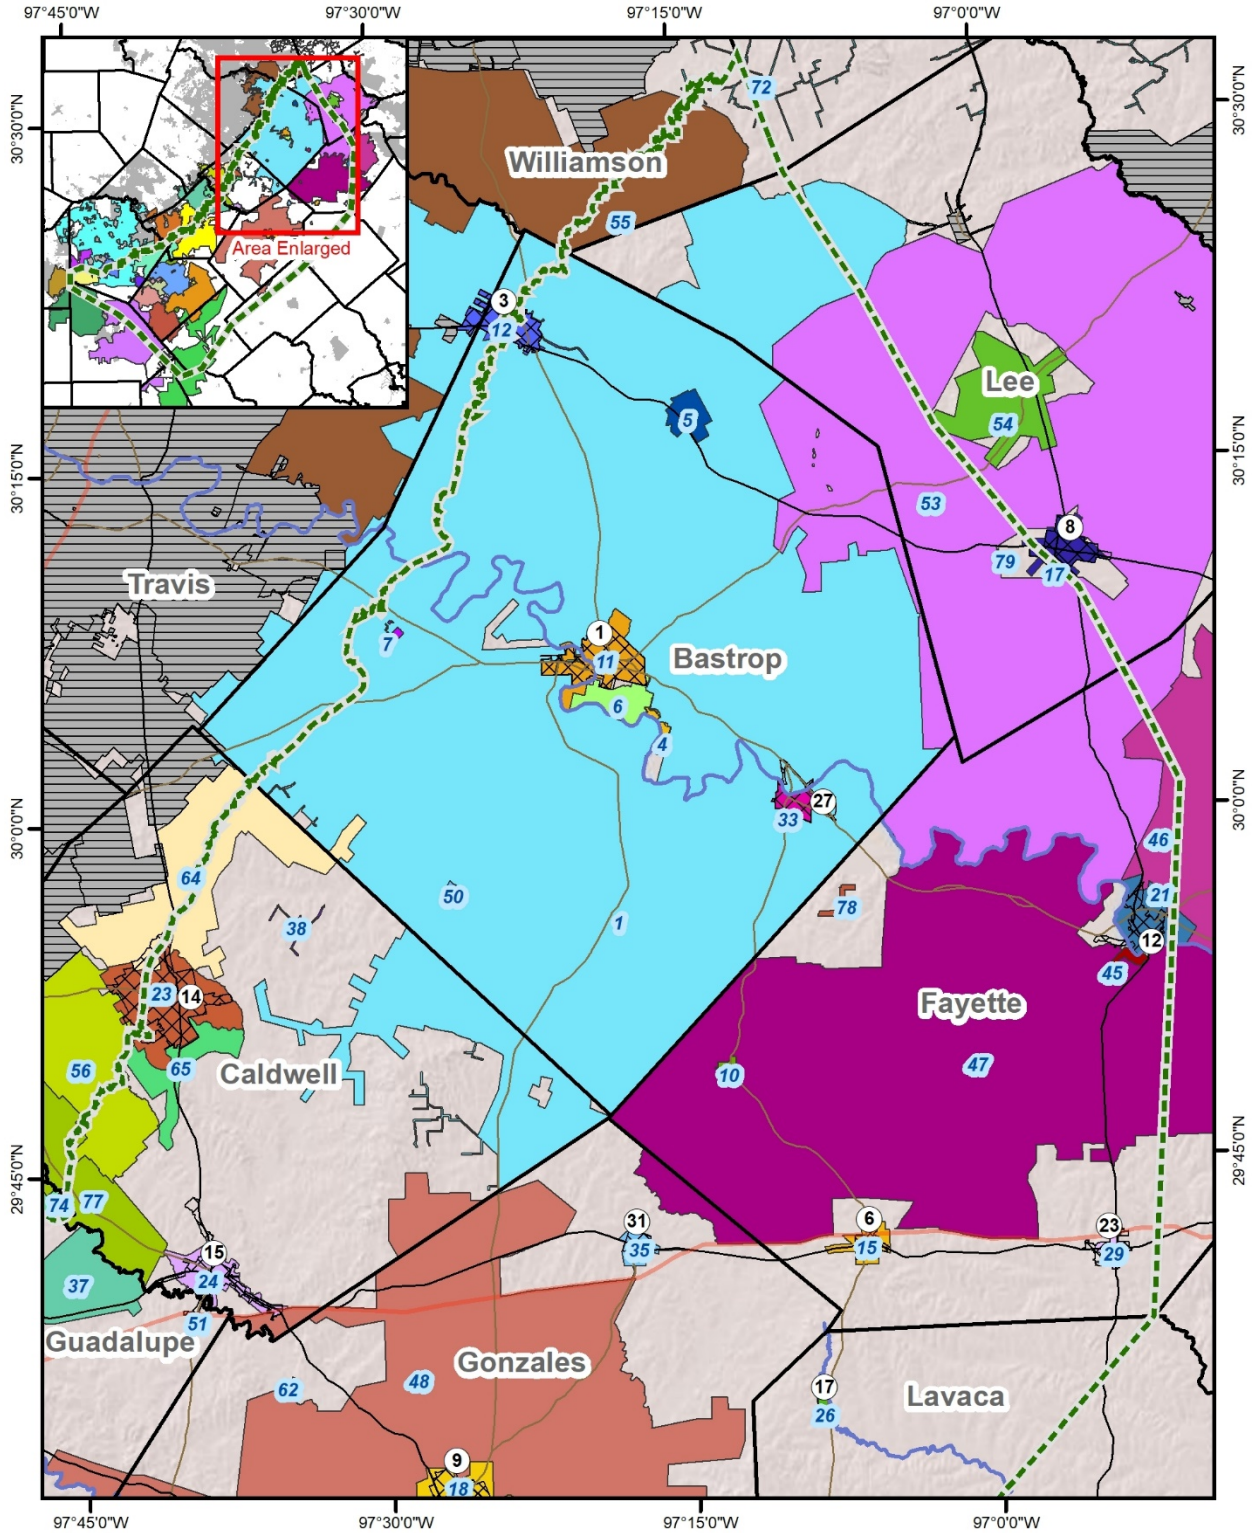 97°45'0"W
97°30'0"W
97°15'0"W
97°0'0"W
30°30'0"N
30°30'0"N
72
Williamson
55
Area Enlarged
3
12
Lee
5
54
30°15'0"N
30°15'0"N
53
8
79
17
Travis
7
1
11
Bastrop
6
4
27
33
30°0'0"N
30°0'0"N
46
64
50
38
1
78
21
12
45
23
14
Fayette
56
65
Caldwell
10
47
29°45'0"N
29°45'0"N
74
77
31
6
23
15
35
15
29
37
24
51
Guadalupe
Gonzales
62
48
17
Lavaca
26
9
18
97°45'0"W
97°30'0"W
97°15'0"W
97°0'0"W